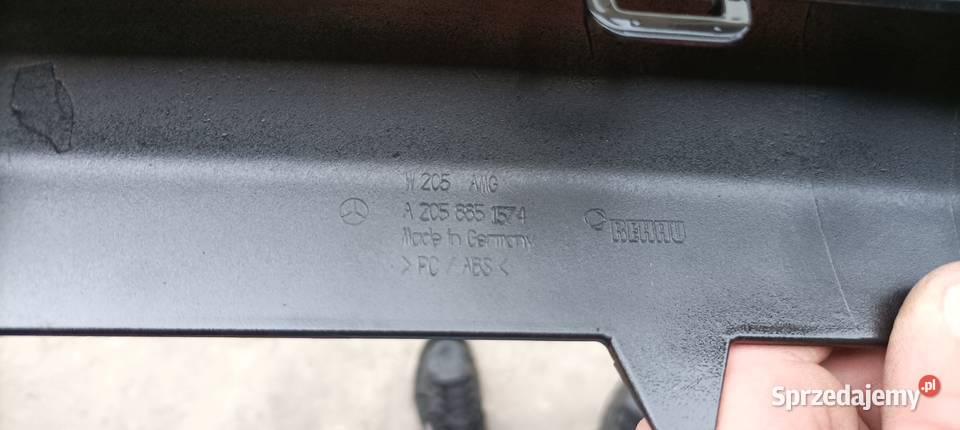 W 205 AMG
A 205 885 1574
Made in Germany
> PC / ABS <
REHAU
Sprzedajemy.pl